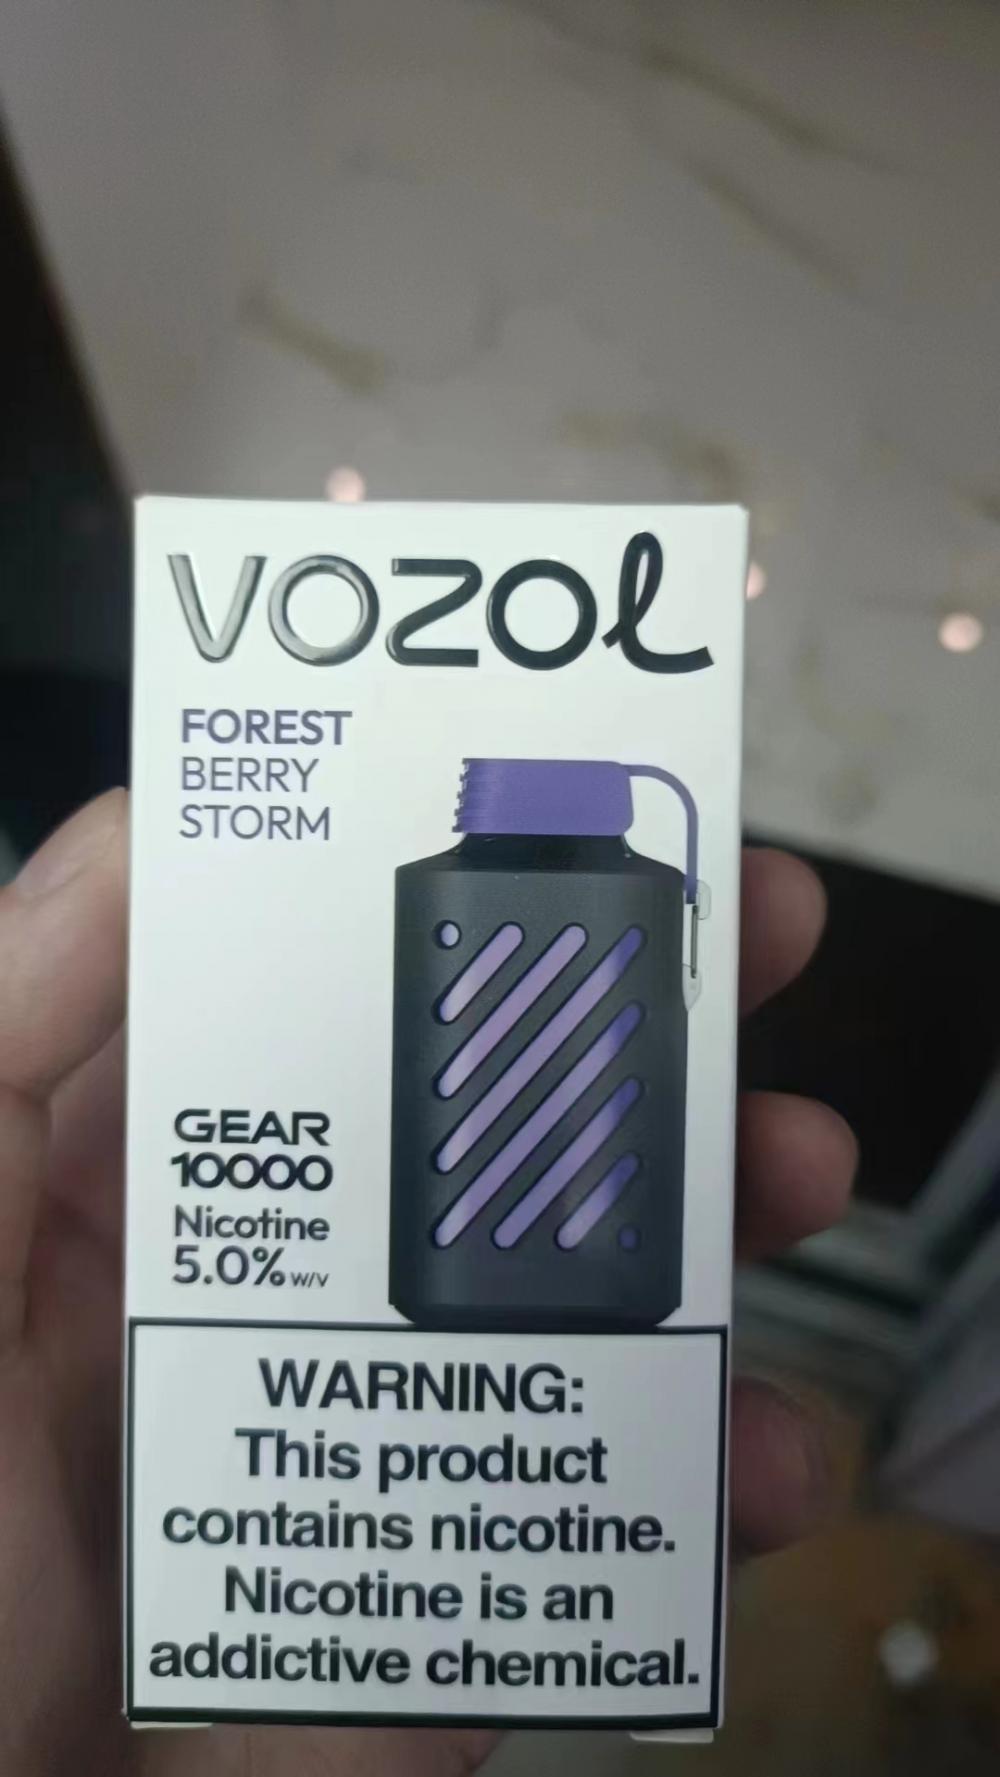 VOZOL
FOREST
BERRY
STORM
GEAR
10000
Nicotine
5.0% W/V
WARNING:
This product
contains nicotine.
Nicotine is an
addictive chemical.